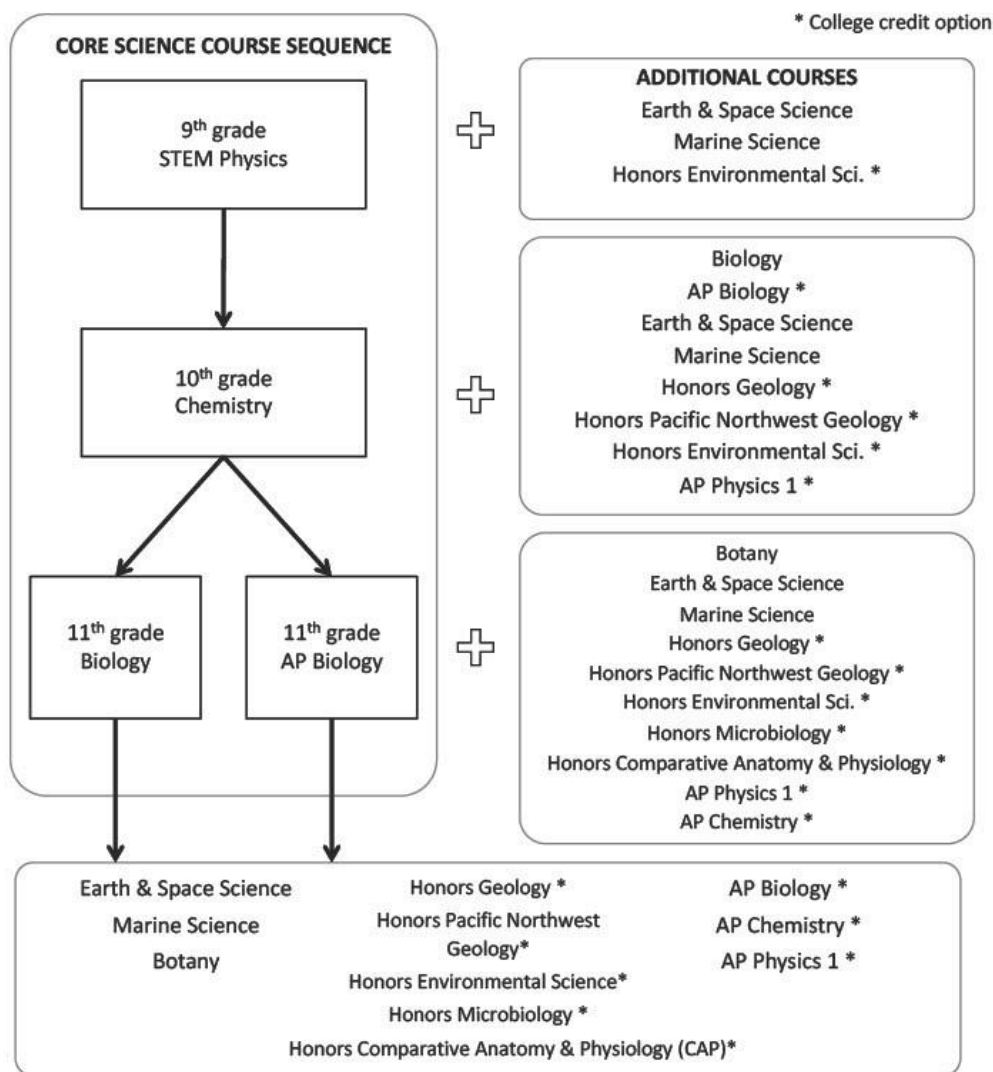 * College credit option
CORE SCIENCE COURSE SEQUENCE
9th grade
STEM Physics
ADDITIONAL COURSES
Earth & Space Science
Marine Science
Honors Environmental Sci. *
10th grade
Chemistry
Biology
AP Biology *
Earth & Space Science
Marine Science
Honors Geology *
Honors Pacific Northwest Geology *
Honors Environmental Sci. *
AP Physics 1 *
11th grade
Biology
11th grade
AP Biology
Botany
Earth & Space Science
Marine Science
Honors Geology *
Honors Pacific Northwest Geology *
Honors Environmental Sci. *
Honors Microbiology *
Honors Comparative Anatomy & Physiology *
AP Physics 1 *
AP Chemistry *
Earth & Space Science
Marine Science
Botany
Honors Geology *
Honors Pacific Northwest
Geology*
Honors Environmental Science*
Honors Microbiology *
Honors Comparative Anatomy & Physiology (CAP)*
AP Biology *
AP Chemistry *
AP Physics 1 *